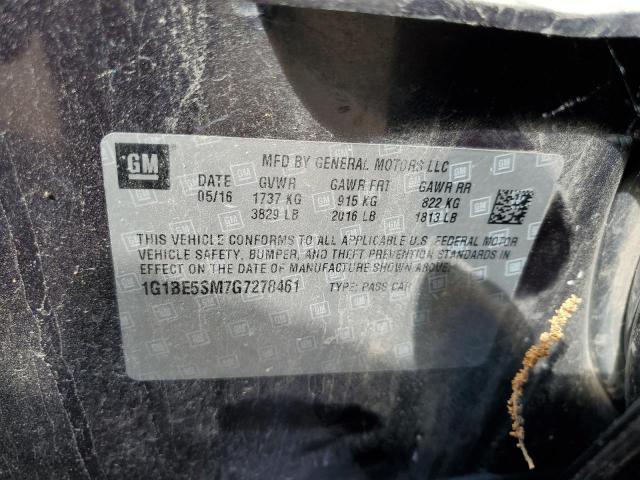 GM
MFD BY GENERAL MOTORS LLC
DATE GVWR GAWR FRT GAWR RR
05/16 1737 KG 915 KG 822 KG
3829 LB 2016 LB 1813 LB
THIS VEHICLE CONFORMS TO ALL APPLICABLE U.S. FEDERAL MOTOR
VEHICLE SAFETY, BUMPER, AND THEFT PREVENTION STANDARDS IN
EFFECT ON THE DATE OF MANUFACTURE SHOWN ABOVE.
1G1BE5SM7G7278461 TYPE: PASS CAR